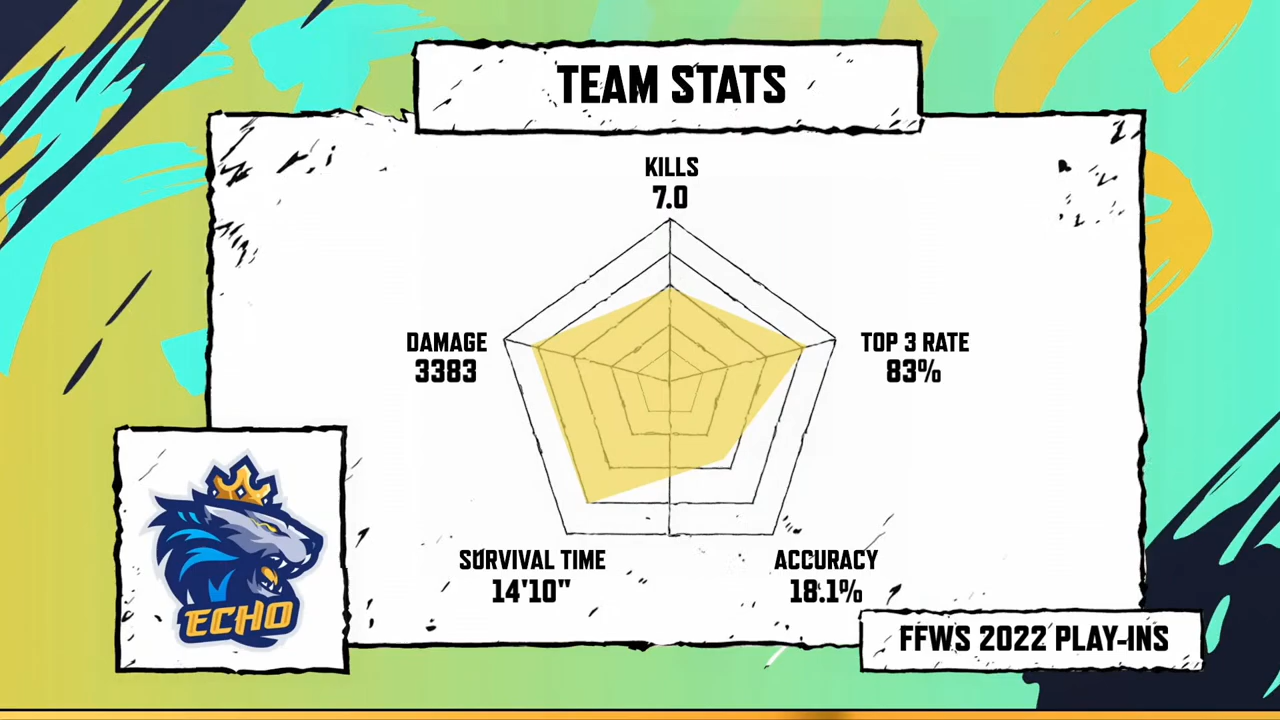 TEAM STATS
KILLS
7.0
DAMAGE
3383
TOP 3 RATE
83%
SURVIVAL TIME
14'10"
ACCURACY
18.1%
ECHO
FFWS 2022 PLAY-INS